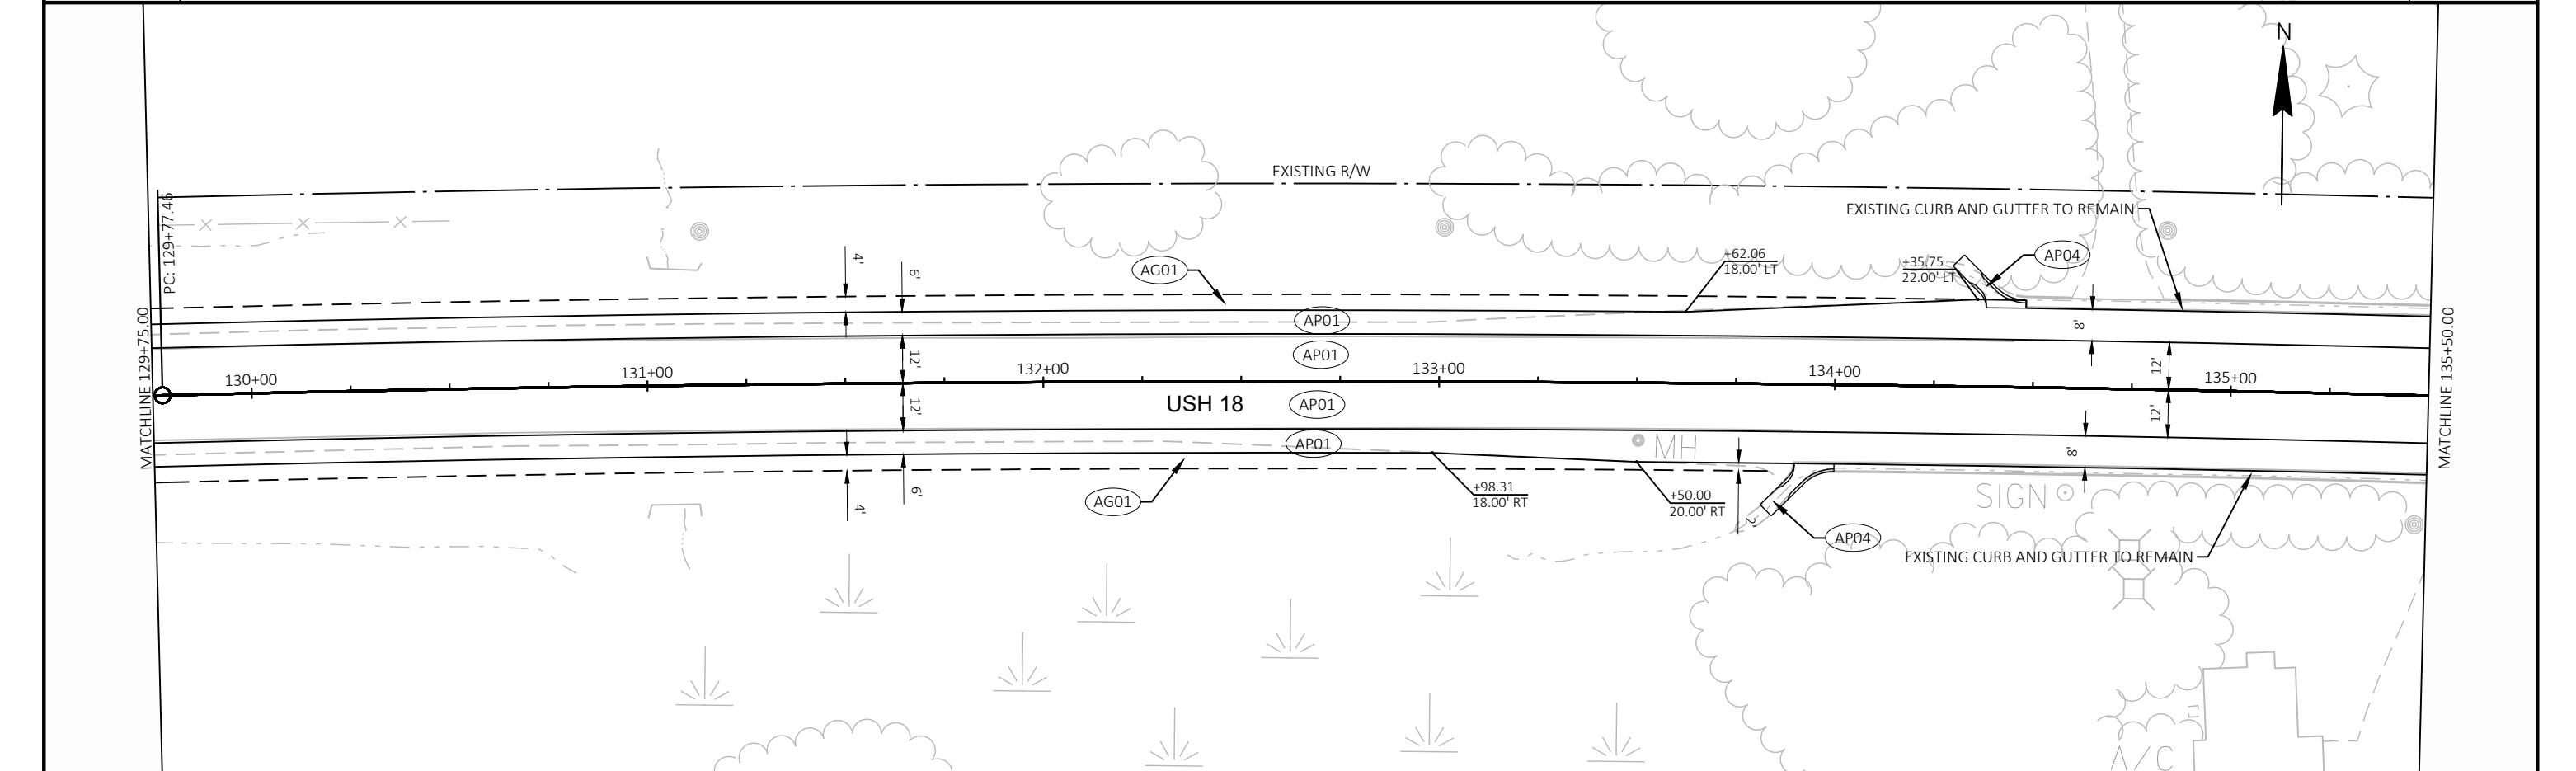 N
EXISTING R/W
EXISTING CURB AND GUTTER TO REMAIN
PC: 129+77.46
AG01
+62.06
18.00' LT
+35.75
22.00' LT
AP04
4'
6'
AP01
8'
MATCHLINE 129+75.00
12'
AP01
12'
MATCHLINE 135+50.00
130+00
131+00
132+00
133+00
134+00
135+00
12'
USH 18
AP01
12'
AP01
MH
8'
AG01
4'
6'
+98.31
18.00' RT
+50.00
20.00' RT
2'
SIGN
AP04
EXISTING CURB AND GUTTER TO REMAIN
A/C